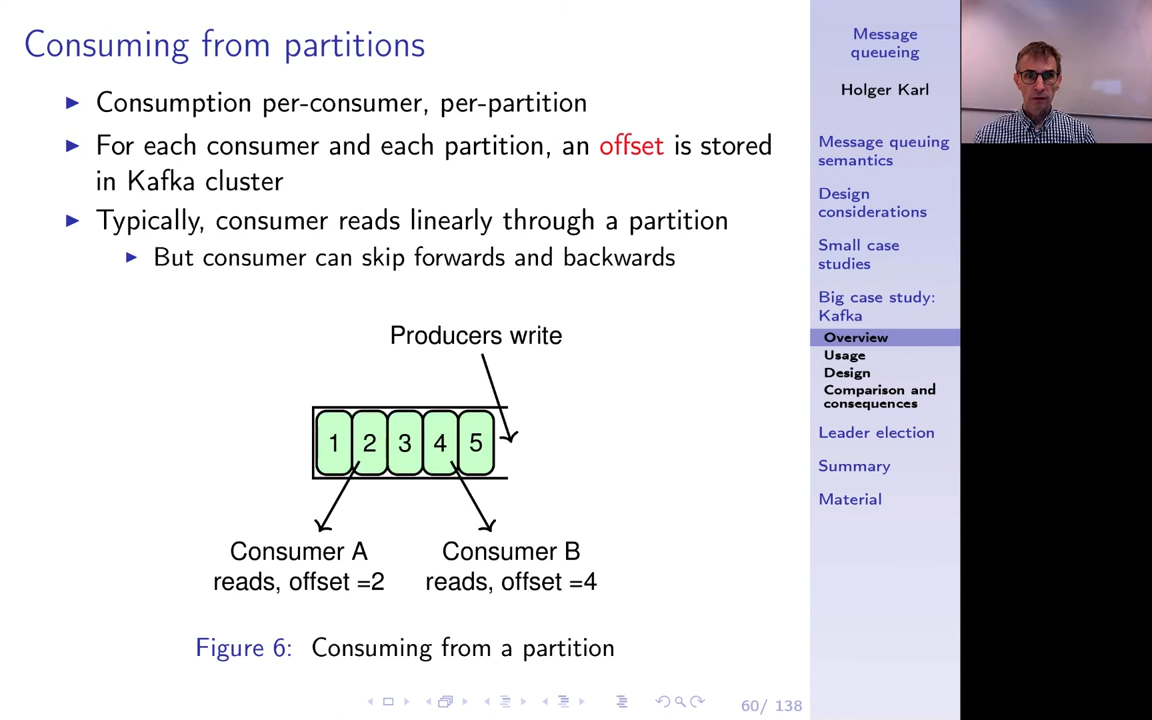 Consuming from partitions
▶ Consumption per-consumer, per-partition
▶ For each consumer and each partition, an offset is stored
in Kafka cluster
▶ Typically, consumer reads linearly through a partition
▶ But consumer can skip forwards and backwards
Producers write
1 2 3 4 5
Consumer A
reads, offset =2
Consumer B
reads, offset =4
Figure 6: Consuming from a partition
60/ 138
Message
queueing
Holger Karl
Message queuing
semantics
Design
considerations
Small case
studies
Big case study:
Kafka
Overview
Usage
Design
Comparison and
consequences
Leader election
Summary
Material